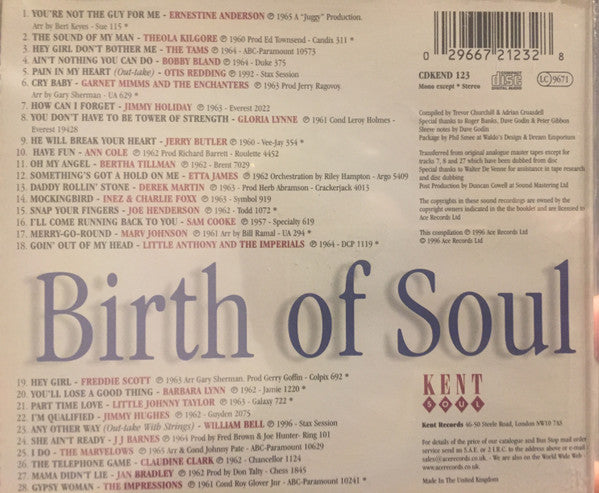 1. YOU'RE NOT THE GUY FOR ME - ERNESTINE ANDERSON ℗ 1965 A "Juggy" Production.
Arr by Bert Keyes - Sue 115 *
2. THE SOUND OF MY MAN - THEOLA KILGORE ℗ 1960 Prod Ed Townsend - Candix 311 *
3. HEY GIRL DON'T BOTHER ME - THE TAMS ℗ 1964 - ABC-Paramount 10573
4. AIN'T NOTHING YOU CAN DO - BOBBY BLAND ℗ 1964 - Duke 375
5. PAIN IN MY HEART (Out-take) - OTIS REDDING ℗ 1992 - Stax Session
6. CRY BABY - GARNET MIMMS AND THE ENCHANTERS ℗ 1963 Prod Jerry Ragovoy
Arr by Gary Sherman - UA 629 *
7. HOW CAN I FORGET - JIMMY HOLIDAY ℗ 1963 - Everest 2022
8. YOU DON'T HAVE TO BE TOWER OF STRENGTH - GLORIA LYNNE ℗ 1961 Cond Leroy Holmes -
Everest 19428
9. HE WILL BREAK YOUR HEART - JERRY BUTLER ℗ 1960 - Vee-Jay 354 *
10. HAVE FUN - ANN COLE ℗ 1962 Prod Richard Barrett - Roulette 4452
11. OH MY ANGEL - BERTHA TILLMAN ℗ 1962 - Brent 7029
12. SOMETHING'S GOT A HOLD ON ME - ETTA JAMES ℗ 1962 Orchestration by Riley Hampton - Argo 5409
13. DADDY ROLLIN' STONE - DEREK MARTIN ℗ 1963 - Prod Herb Abramson - Crackerjack 4013
14. MOCKINGBIRD - INEZ & CHARLIE FOXX ℗ 1963 - Symbol 919
15. SNAP YOUR FINGERS - JOE HENDERSON ℗ 1962 - Todd 1072 *
16. I'LL COME RUNNING BACK TO YOU - SAM COOKE ℗ 1957 - Specialty 619
17. MERRY-GO-ROUND - MARV JOHNSON ℗ 1961 Arr by Bill Ramal - UA 294 *
18. GOIN' OUT OF MY HEAD - LITTLE ANTHONY AND THE IMPERIALS ℗ 1964 - DCP 1119 *
0 29667 21232 8
CDKEND 123
Mono except * Stereo
COMPACT
disc
DIGITAL AUDIO
LC 9671
Compiled by Trevor Churchill & Adrian Croasdell
Special thanks to Roger Banks, Dave Godin & Peter Gibbon
Sleeve notes by Dave Godin
Package by Phil Smee at Waldo's Design & Dream Emporium
Transferred from original analogue master tapes except for
tracks 7, 8 and 27 which have been dubbed from disc
Special thanks to Walter De Venne for assistance in tape research
and disc dubbing
Post Production by Duncan Cowell at Sound Mastering Ltd
The copyrights in these sound recordings are owned by the
copyright owners indicated in the booklet and are licensed to
Ace Records Ltd
This compilation ℗ 1996 Ace Records Ltd
© 1996 Ace Records Ltd
Birth of Soul
19. HEY GIRL - FREDDIE SCOTT ℗ 1963 Arr Gary Sherman. Prod Gerry Goffin - Colpix 692 *
20. YOU'LL LOSE A GOOD THING - BARBARA LYNN ℗ 1962 - Jamie 1220 *
21. PART TIME LOVE - LITTLE JOHNNY TAYLOR ℗ 1963 - Galaxy 722 *
22. I'M QUALIFIED - JIMMY HUGHES ℗ 1962 - Guyden 2075
23. ANY OTHER WAY (Out-take With Strings) - WILLIAM BELL ℗ 1996 - Stax Session
24. SHE AIN'T READY - J J BARNES ℗ 1964 Prod by Fred Brown & Joe Hunter- Ring 101
25. I DO - THE MARVELOWS ℗ 1965 Arr & Cond Johnny Pate - ABC-Paramount 10629
26. THE TELEPHONE GAME - CLAUDINE CLARK ℗ 1962 - Chancellor 1124
27. MAMA DIDN'T LIE - JAN BRADLEY ℗ 1962 Prod by Don Talty - Chess 1845
28. GYPSY WOMAN - THE IMPRESSIONS ℗ 1961 Cond Roy Glover Jnr - ABC-Paramount 10241 *
KENT
SOUL
Kent Records 46-50 Steele Road, London NW10 7AS
For details of the price of our catalogue and Bus Stop mail order
service send an S.A.E. or 2 I.R.C. to the address above or e-mail
sales@acerecords.co.uk - We are also on the World Wide Web -
www.acerecords.co.uk
Made In The United Kingdom